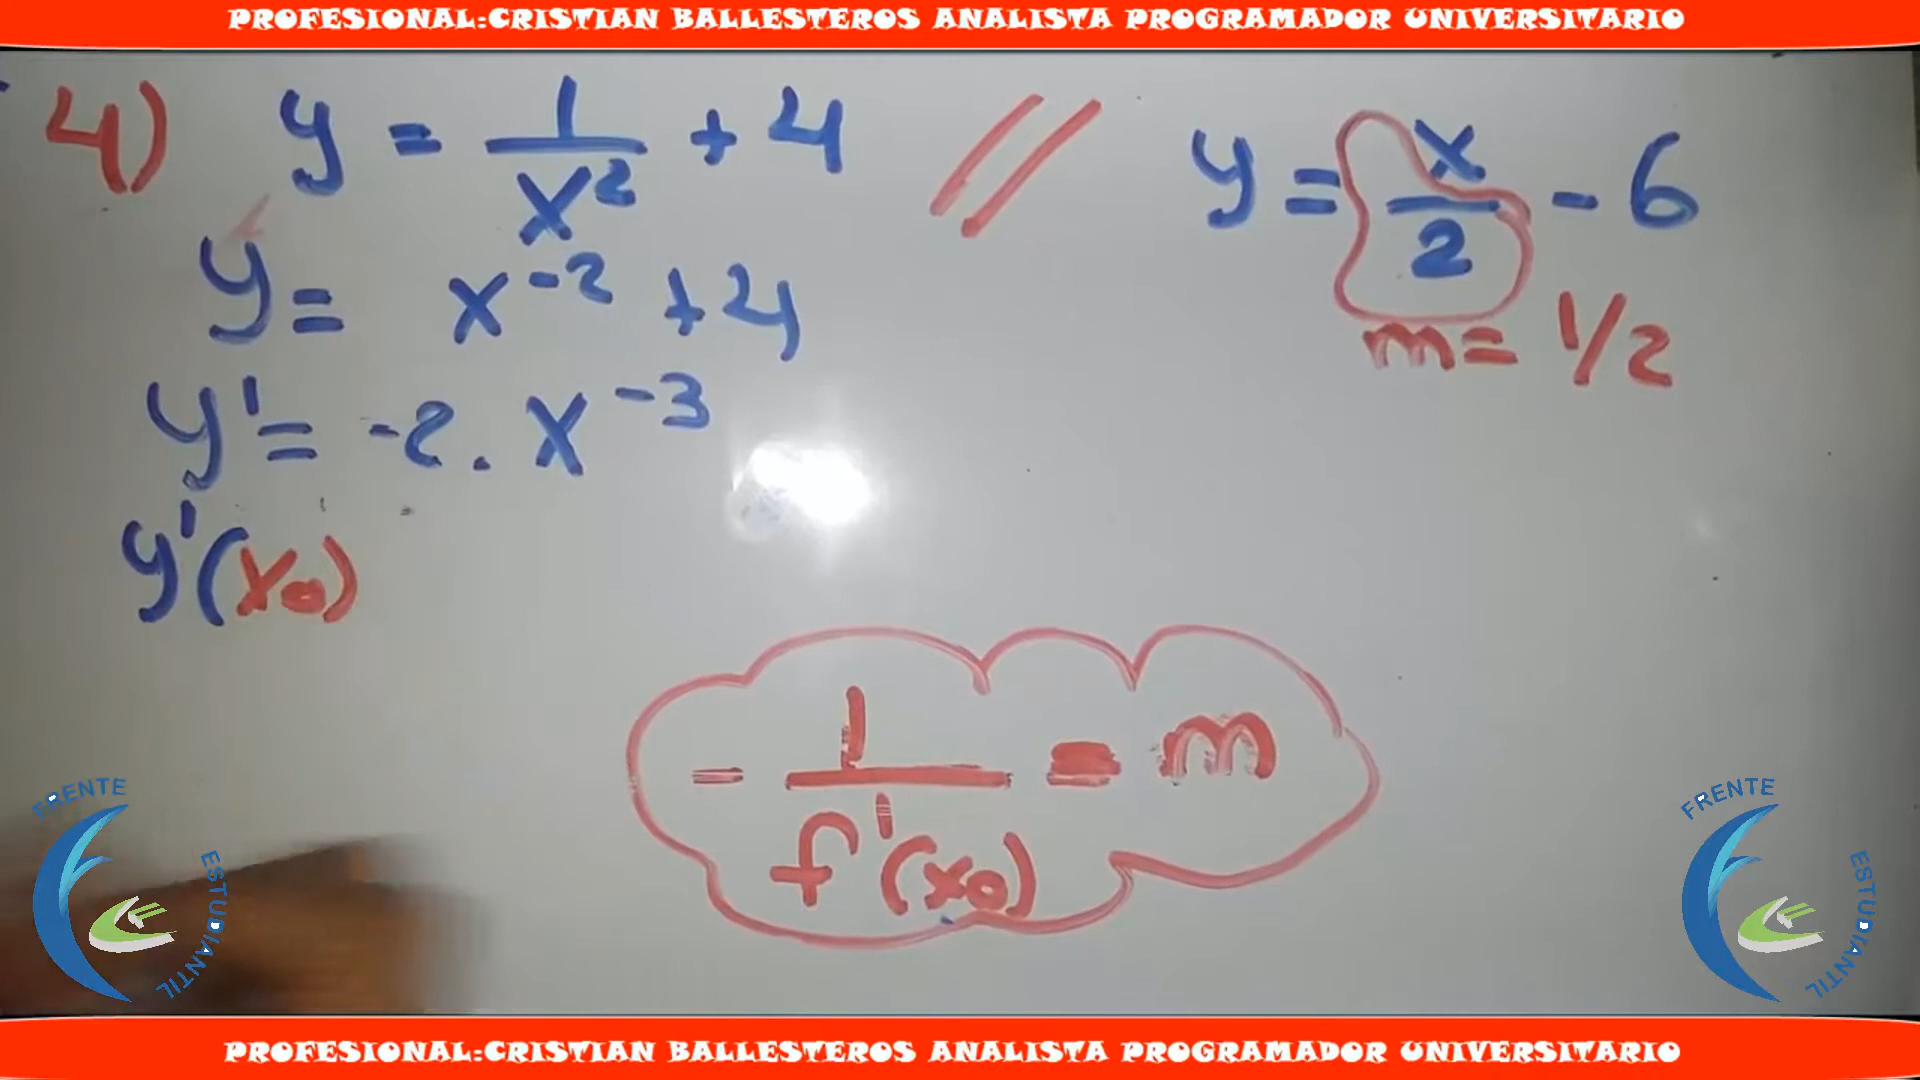 PROFESIONAL:CRISTIAN BALLESTEROS ANALISTA PROGRAMADOR UNIVERSITARIO
4) y = 1/x² + 4 // y = x/2 - 6
y = x⁻² + 4
m = 1/2
y' = -2 . x⁻³
y'(x₀)
- 1/f'(x₀) = m
FRENTE ESTUDIANTIL
FRENTE ESTUDIANTIL
PROFESIONAL:CRISTIAN BALLESTEROS ANALISTA PROGRAMADOR UNIVERSITARIO